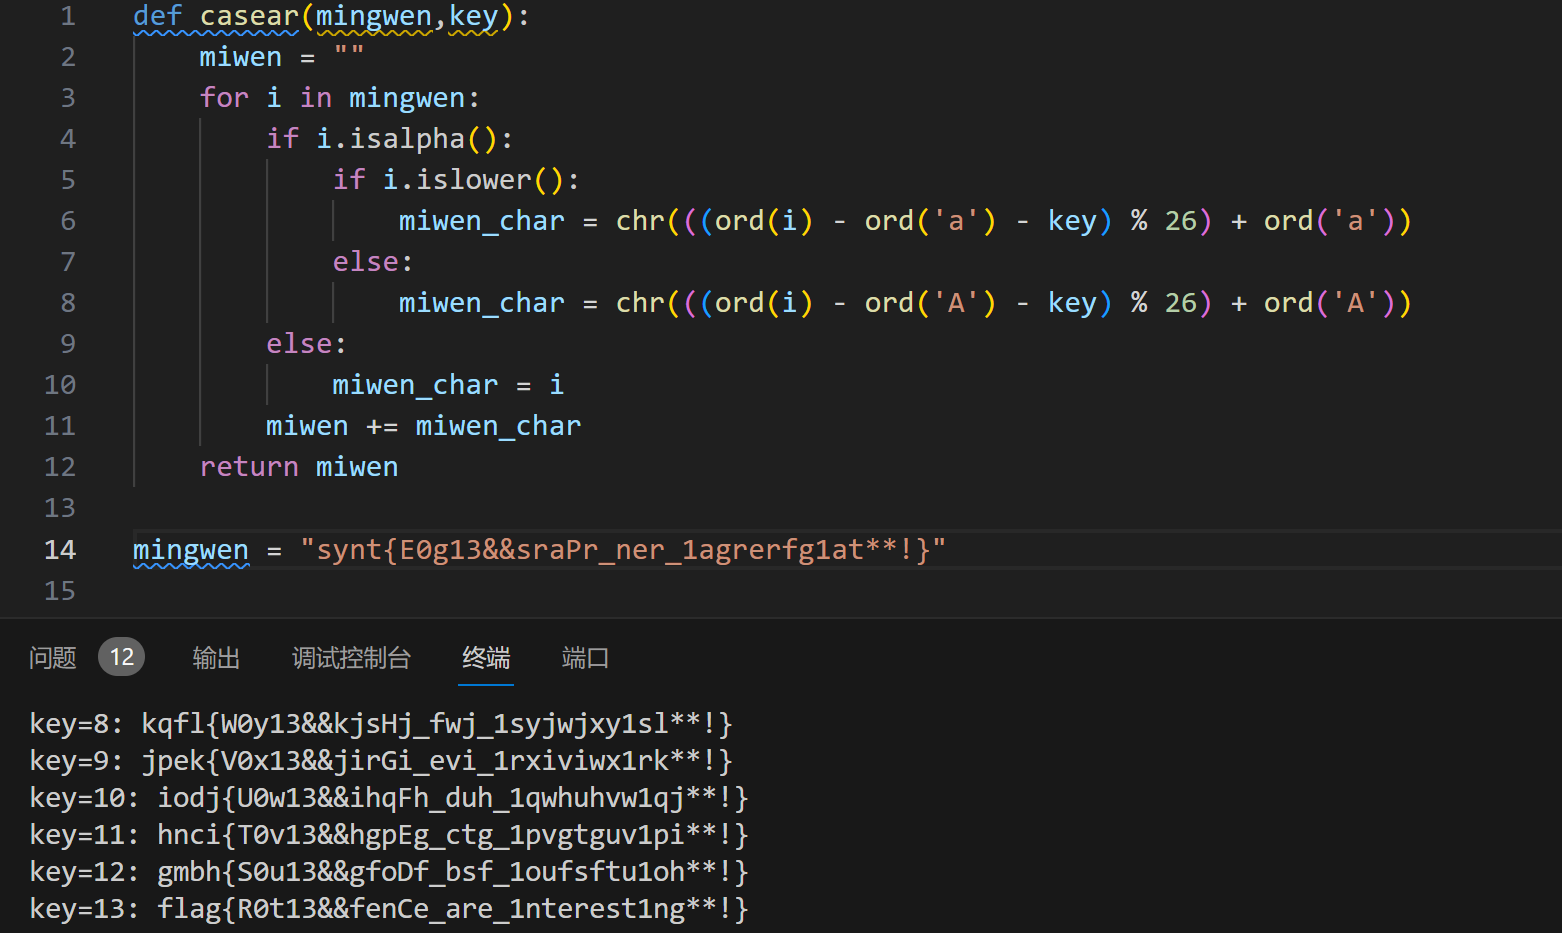 1 def casear(mingwen,key):
2 miwen = ""
3 for i in mingwen:
4 if i.isalpha():
5 if i.islower():
6 miwen_char = chr(((ord(i) - ord('a') - key) % 26) + ord('a'))
7 else:
8 miwen_char = chr(((ord(i) - ord('A') - key) % 26) + ord('A'))
9 else:
10 miwen_char = i
11 miwen += miwen_char
12 return miwen
13
14 mingwen = "synt{E0g13&&sraPr_ner_1agrerfg1at**!}"
15
问题 12 输出 调试控制台 终端 端口
key=8: kqfl{W0y13&&kjsHj_fwj_1syjwjxy1sl**!}
key=9: jpek{V0x13&&jirGi_evi_1rxiviwx1rk**!}
key=10: iodj{U0w13&&ihqFh_duh_1qwhuhvw1qj**!}
key=11: hnci{T0v13&&hgpEg_ctg_1pvgtguv1pi**!}
key=12: gmbh{S0u13&&gfoDf_bsf_1oufsftu1oh**!}
key=13: flag{R0t13&&fenCe_are_1nterest1ng**!}